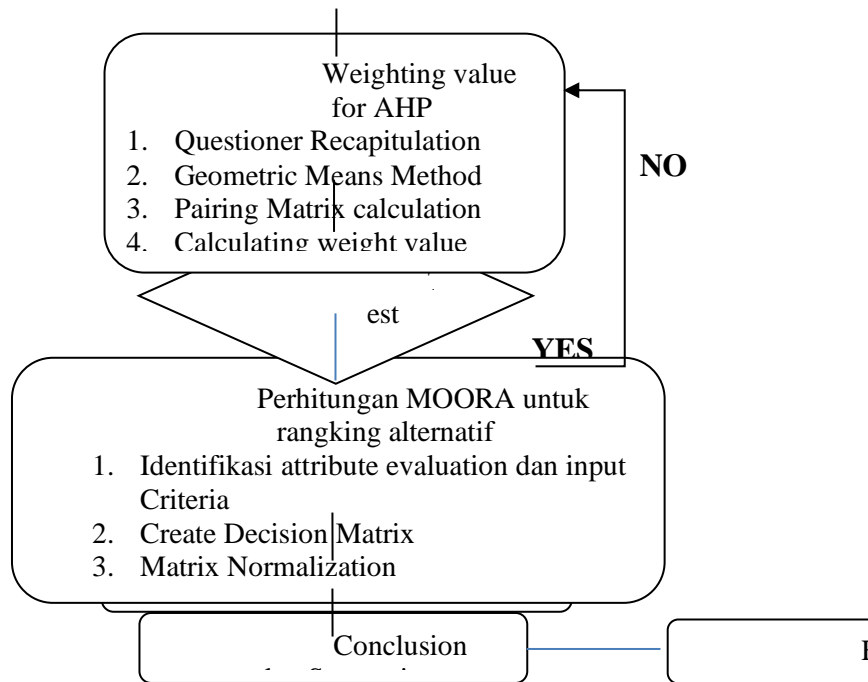 Weighting value
for AHP
1. Questioner Recapitulation
2. Geometric Means Method
3. Pairing Matrix calculation
4. Calculating weight value
NO
est
YES
Perhitungan MOORA untuk
rangking alternatif
1. Identifikasi attribute evaluation dan input
Criteria
2. Create Decision Matrix
3. Matrix Normalization
Conclusion